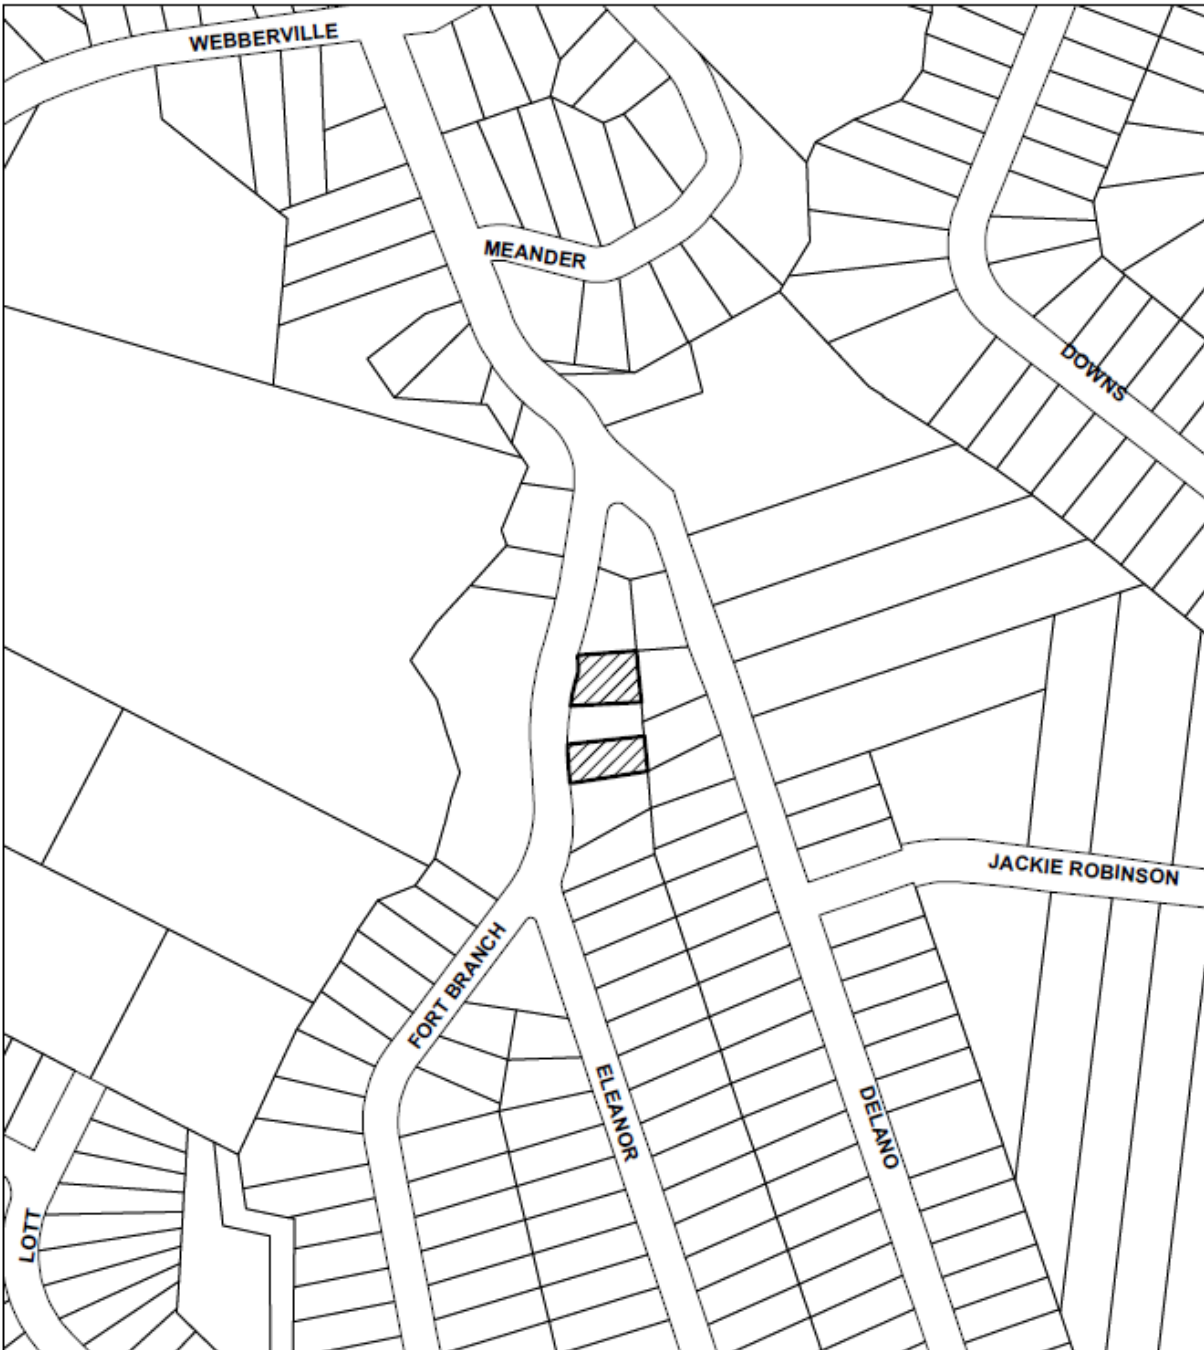 WEBBERVILLE
MEANDER
DOWNS
JACKIE ROBINSON
FORT BRANCH
ELEANOR
DELANO
LOTT